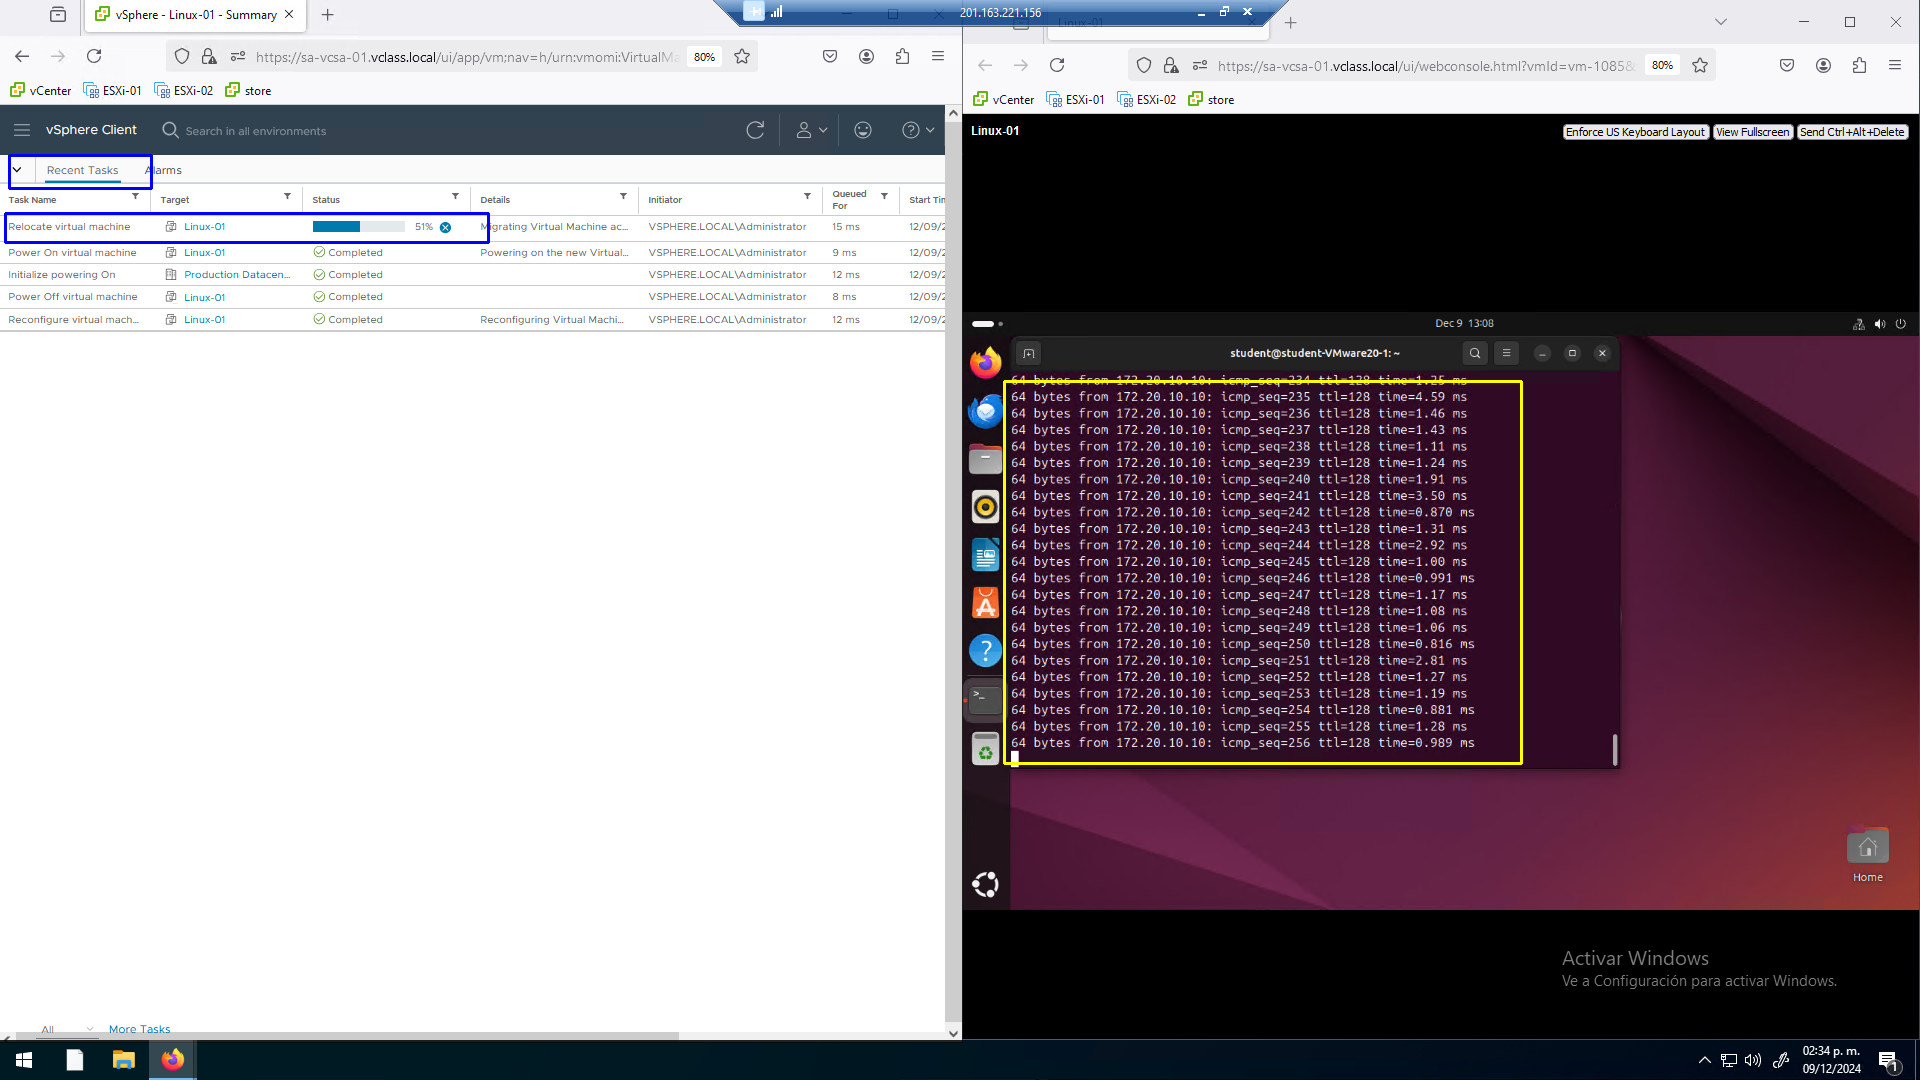 vSphere - Linux-01 - Summary
201.163.221.156
Linux-01
https://sa-vcsa-01.vclass.local/ui/app/vm;nav=h/urn:vmomi:VirtualMa
80%
https://sa-vcsa-01.vclass.local/ui/webconsole.html?vmId=vm-1085&
80%
vCenter
ESXi-01
ESXi-02
store
vCenter
ESXi-01
ESXi-02
store
vSphere Client
Search in all environments
Linux-01
Enforce US Keyboard Layout
View Fullscreen
Send Ctrl+Alt+Delete
Recent Tasks
Alarms
Task Name
Target
Status
Details
Initiator
Queued For
Start Tim
Relocate virtual machine
Linux-01
51%
Migrating Virtual Machine ac...
VSPHERE.LOCAL\Administrator
15 ms
12/09/2
Power On virtual machine
Linux-01
Completed
Powering on the new Virtual...
VSPHERE.LOCAL\Administrator
9 ms
12/09/2
Initialize powering On
Production Datacen...
Completed
VSPHERE.LOCAL\Administrator
12 ms
12/09/2
Power Off virtual machine
Linux-01
Completed
VSPHERE.LOCAL\Administrator
8 ms
12/09/2
Reconfigure virtual mach...
Linux-01
Completed
Reconfiguring Virtual Machi...
VSPHERE.LOCAL\Administrator
12 ms
12/09/2
All
More Tasks
Dec 9 13:08
student@student-VMware20-1: ~
64 bytes from 172.20.10.10: icmp_seq=234 ttl=128 time=1.25 ms
64 bytes from 172.20.10.10: icmp_seq=235 ttl=128 time=4.59 ms
64 bytes from 172.20.10.10: icmp_seq=236 ttl=128 time=1.46 ms
64 bytes from 172.20.10.10: icmp_seq=237 ttl=128 time=1.43 ms
64 bytes from 172.20.10.10: icmp_seq=238 ttl=128 time=1.11 ms
64 bytes from 172.20.10.10: icmp_seq=239 ttl=128 time=1.24 ms
64 bytes from 172.20.10.10: icmp_seq=240 ttl=128 time=1.91 ms
64 bytes from 172.20.10.10: icmp_seq=241 ttl=128 time=3.50 ms
64 bytes from 172.20.10.10: icmp_seq=242 ttl=128 time=0.870 ms
64 bytes from 172.20.10.10: icmp_seq=243 ttl=128 time=1.31 ms
64 bytes from 172.20.10.10: icmp_seq=244 ttl=128 time=2.92 ms
64 bytes from 172.20.10.10: icmp_seq=245 ttl=128 time=1.00 ms
64 bytes from 172.20.10.10: icmp_seq=246 ttl=128 time=0.991 ms
64 bytes from 172.20.10.10: icmp_seq=247 ttl=128 time=1.17 ms
64 bytes from 172.20.10.10: icmp_seq=248 ttl=128 time=1.08 ms
64 bytes from 172.20.10.10: icmp_seq=249 ttl=128 time=1.06 ms
64 bytes from 172.20.10.10: icmp_seq=250 ttl=128 time=0.816 ms
64 bytes from 172.20.10.10: icmp_seq=251 ttl=128 time=2.81 ms
64 bytes from 172.20.10.10: icmp_seq=252 ttl=128 time=1.27 ms
64 bytes from 172.20.10.10: icmp_seq=253 ttl=128 time=1.19 ms
64 bytes from 172.20.10.10: icmp_seq=254 ttl=128 time=0.881 ms
64 bytes from 172.20.10.10: icmp_seq=255 ttl=128 time=1.28 ms
64 bytes from 172.20.10.10: icmp_seq=256 ttl=128 time=0.989 ms
Home
Activar Windows
Ve a Configuración para activar Windows.
02:34 p. m.
09/12/2024
1